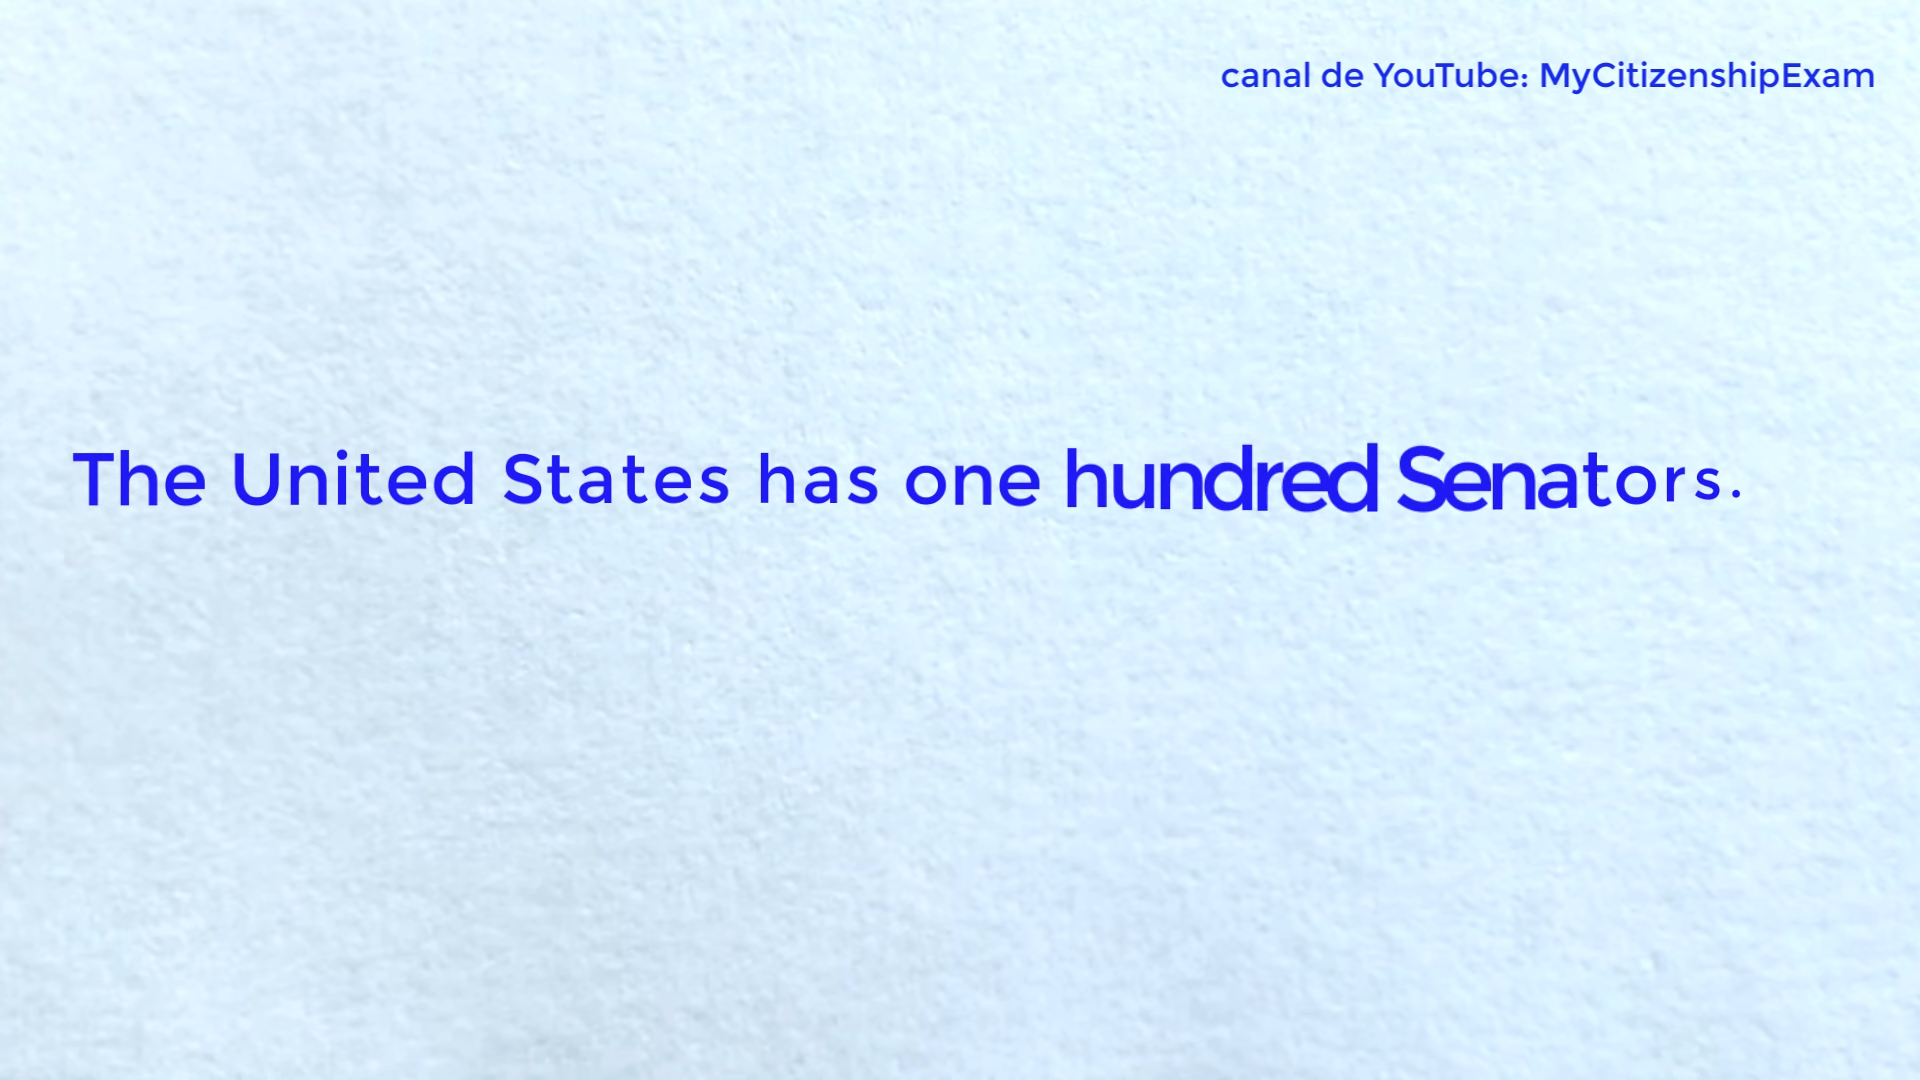 canal de YouTube: MyCitizenshipExam
The United States has one hundred Senators.